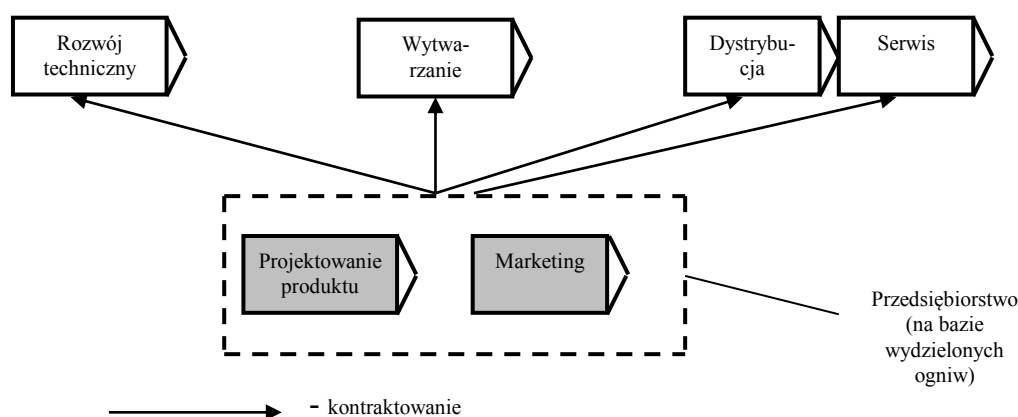 Rozwój
techniczny
Wytwa-
rzanie
Dystrybu-
cja
Serwis
Projektowanie
produktu
Marketing
Przedsiębiorstwo
(na bazie
wydzielonych
ogniw)
- kontraktowanie